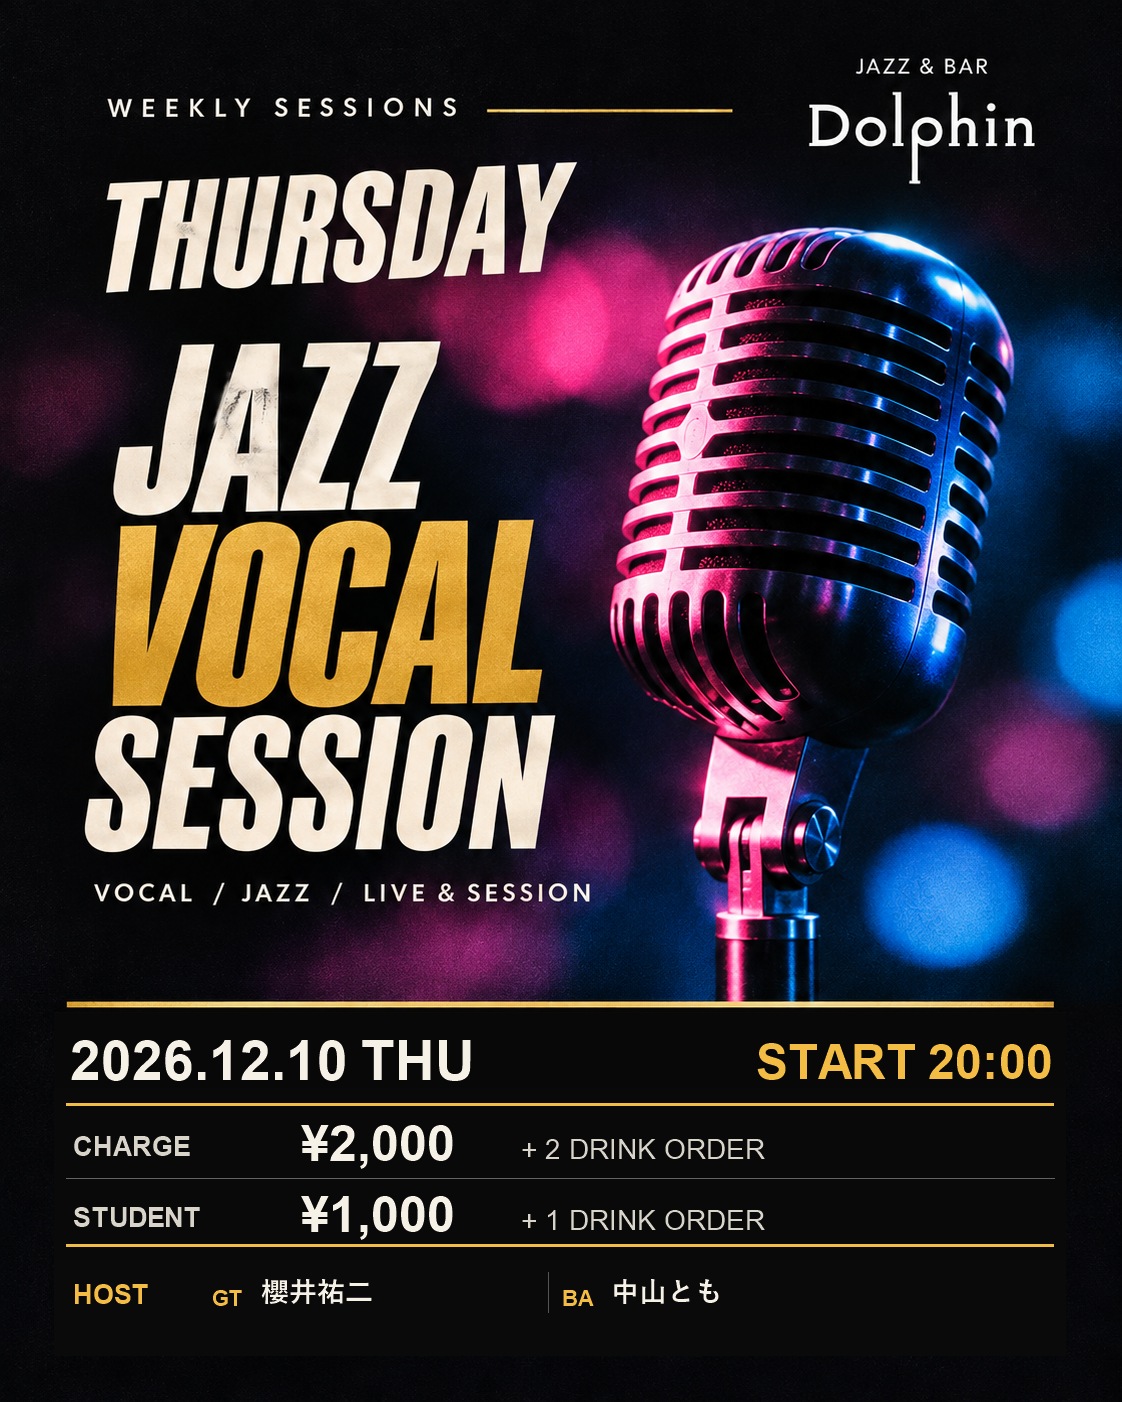 JAZZ & BAR
Dolphin
WEEKLY SESSIONS
THURSDAY
JAZZ
VOCAL
SESSION
VOCAL / JAZZ / LIVE & SESSION
2026.12.10 THU START 20:00
CHARGE ¥2,000 + 2 DRINK ORDER
STUDENT ¥1,000 + 1 DRINK ORDER
HOST GT 櫻井祐二 BA 中山とも